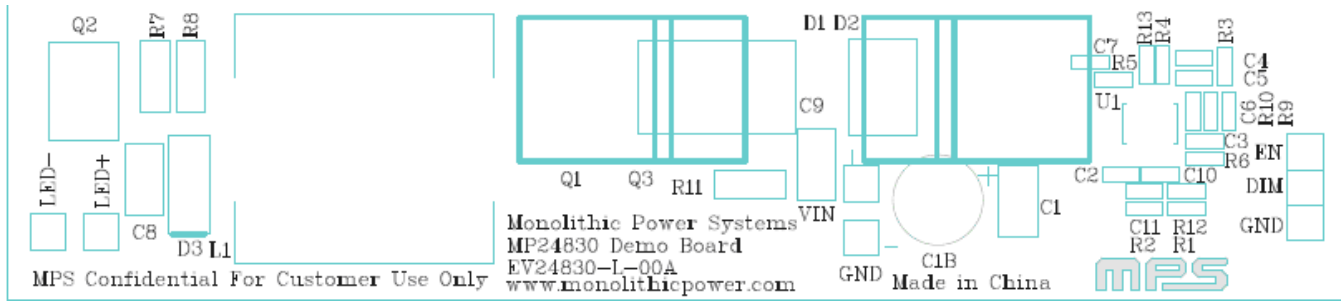 Q2
R7
R8
D1 D2
R13
R4
R3
C7
R5
C4
C5
U1
C9
C6
R10
R9
C3
R6
EN
LED-
LED+
Q1
Q3
R11
C2
C10
DIM
C8
D3
L1
VIN
C1
GND
C11
R12
R2
R1
Monolithic Power Systems
MP24830 Demo Board
EV24830-L-00A
www.monolithicpower.com
+
+
-
GND
C1B
MPS Confidential For Customer Use Only
Made in China
MPS